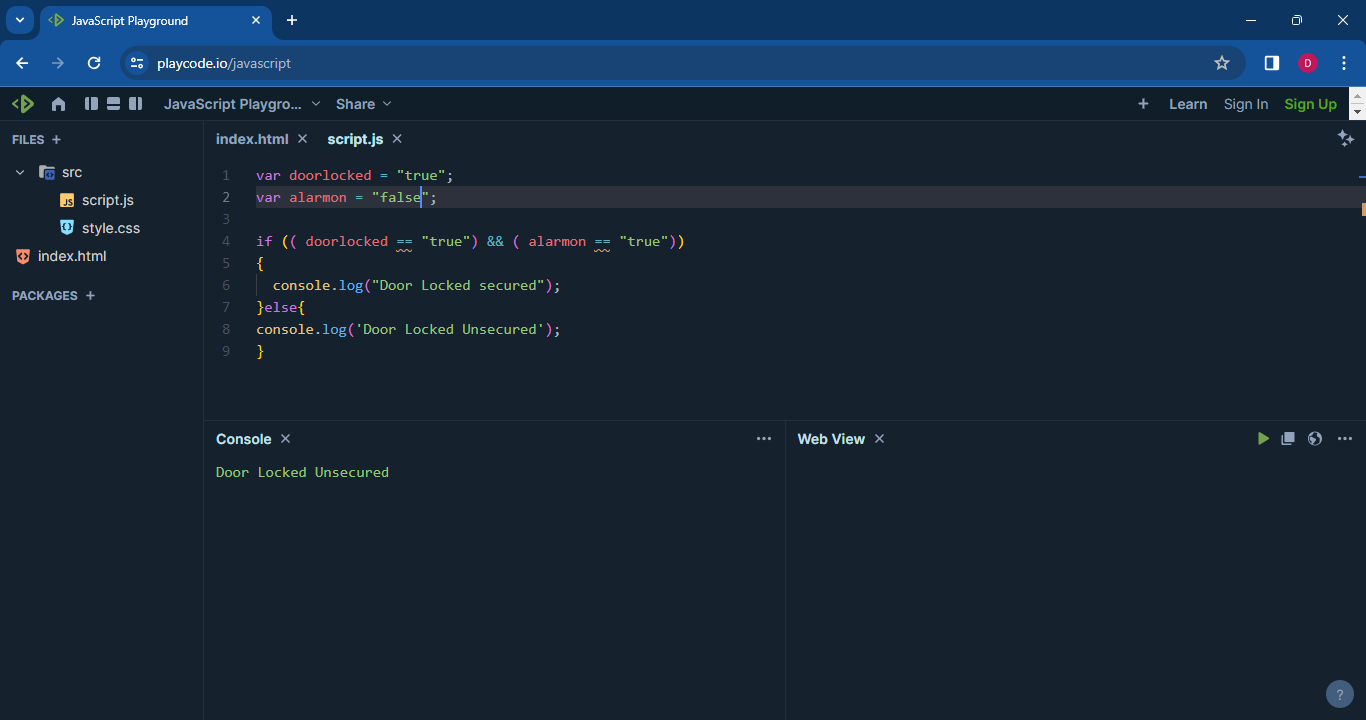 JavaScript Playground
playcode.io/javascript
D
JavaScript Playgro... Share
+ Learn Sign In Sign Up
FILES +
src
JS script.js
style.css
index.html
PACKAGES +
index.html script.js
1 var doorlocked = "true";
2 var alarmon = "false";
3
4 if (( doorlocked == "true") && ( alarmon == "true"))
5 {
6 console.log("Door Locked secured");
7 }else{
8 console.log('Door Locked Unsecured');
9 }
Console
Door Locked Unsecured
Web View
?